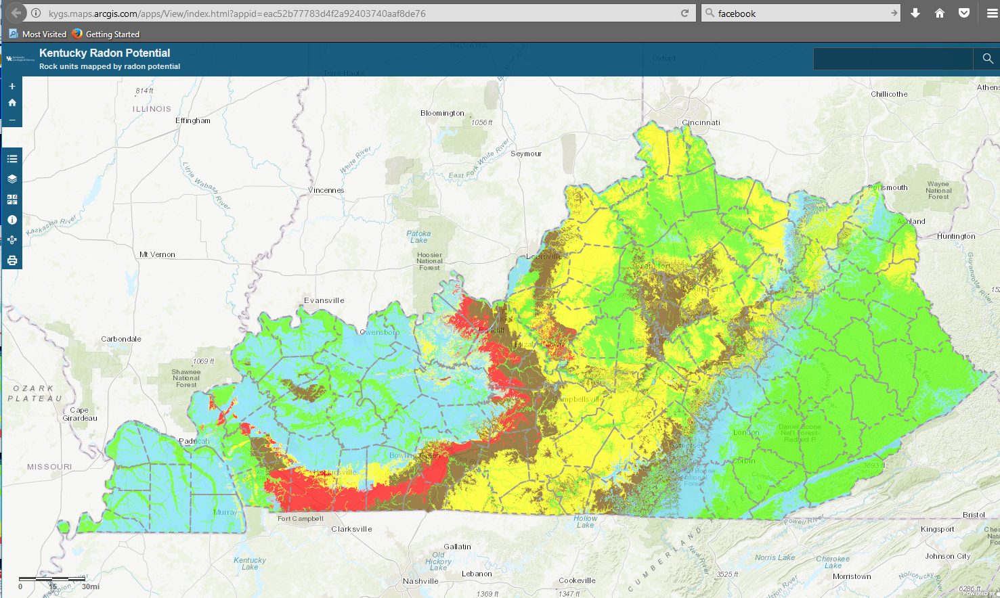 kygs.maps.arcgis.com/apps/View/index.html?appid=eac52b77783d4f2a92403740aaf8de76
facebook
Most Visited
Getting Started
Kentucky Radon Potential
Rock units mapped by radon potential
INDIANA
Oxford
Terre Haute
814 ft
ILLINOIS
Effingham
Bloomington
1056 ft
Chillicothe
Athens
Cincinnati
Seymour
White River
East Fork White River
Little Wabash River
Vincennes
Portsmouth
Wayne
National
Forest
Kaskaskia River
Ashland
Huntington
Patoka
Lake
Mt Vernon
Hoosier
National
Forest
Louisville
Frankfort
Guyandotte River
Evansville
Lexington
Carbondale
Owensboro
Radcliff
Elizabethtown
1069 ft
Shawnee
National
Forest
OZARK
PLATEAU
Campbellsville
Cape
Girardeau
London
Daniel Boone
Nat'l Forest-
Redbird P
Paducah
Somerset
Bowling Green
Corbin
MISSOURI
Hopkinsville
3693 ft
Murray
Fort Campbell
Clarksville
Hollow
Lake
Powell River
Bristol
Kingsport
Gallatin
CUMBERLAND
Kentucky
Lake
Old
Hickory
Lake
New River
Norris Lake
Cherokee
Lake
Johnson City
Lebanon
3525 ft
Morristown
Nolichucky River
Nashville
Cookeville
1369 ft
1347 ft
6286 ft
0 15 30mi
POWERED BY